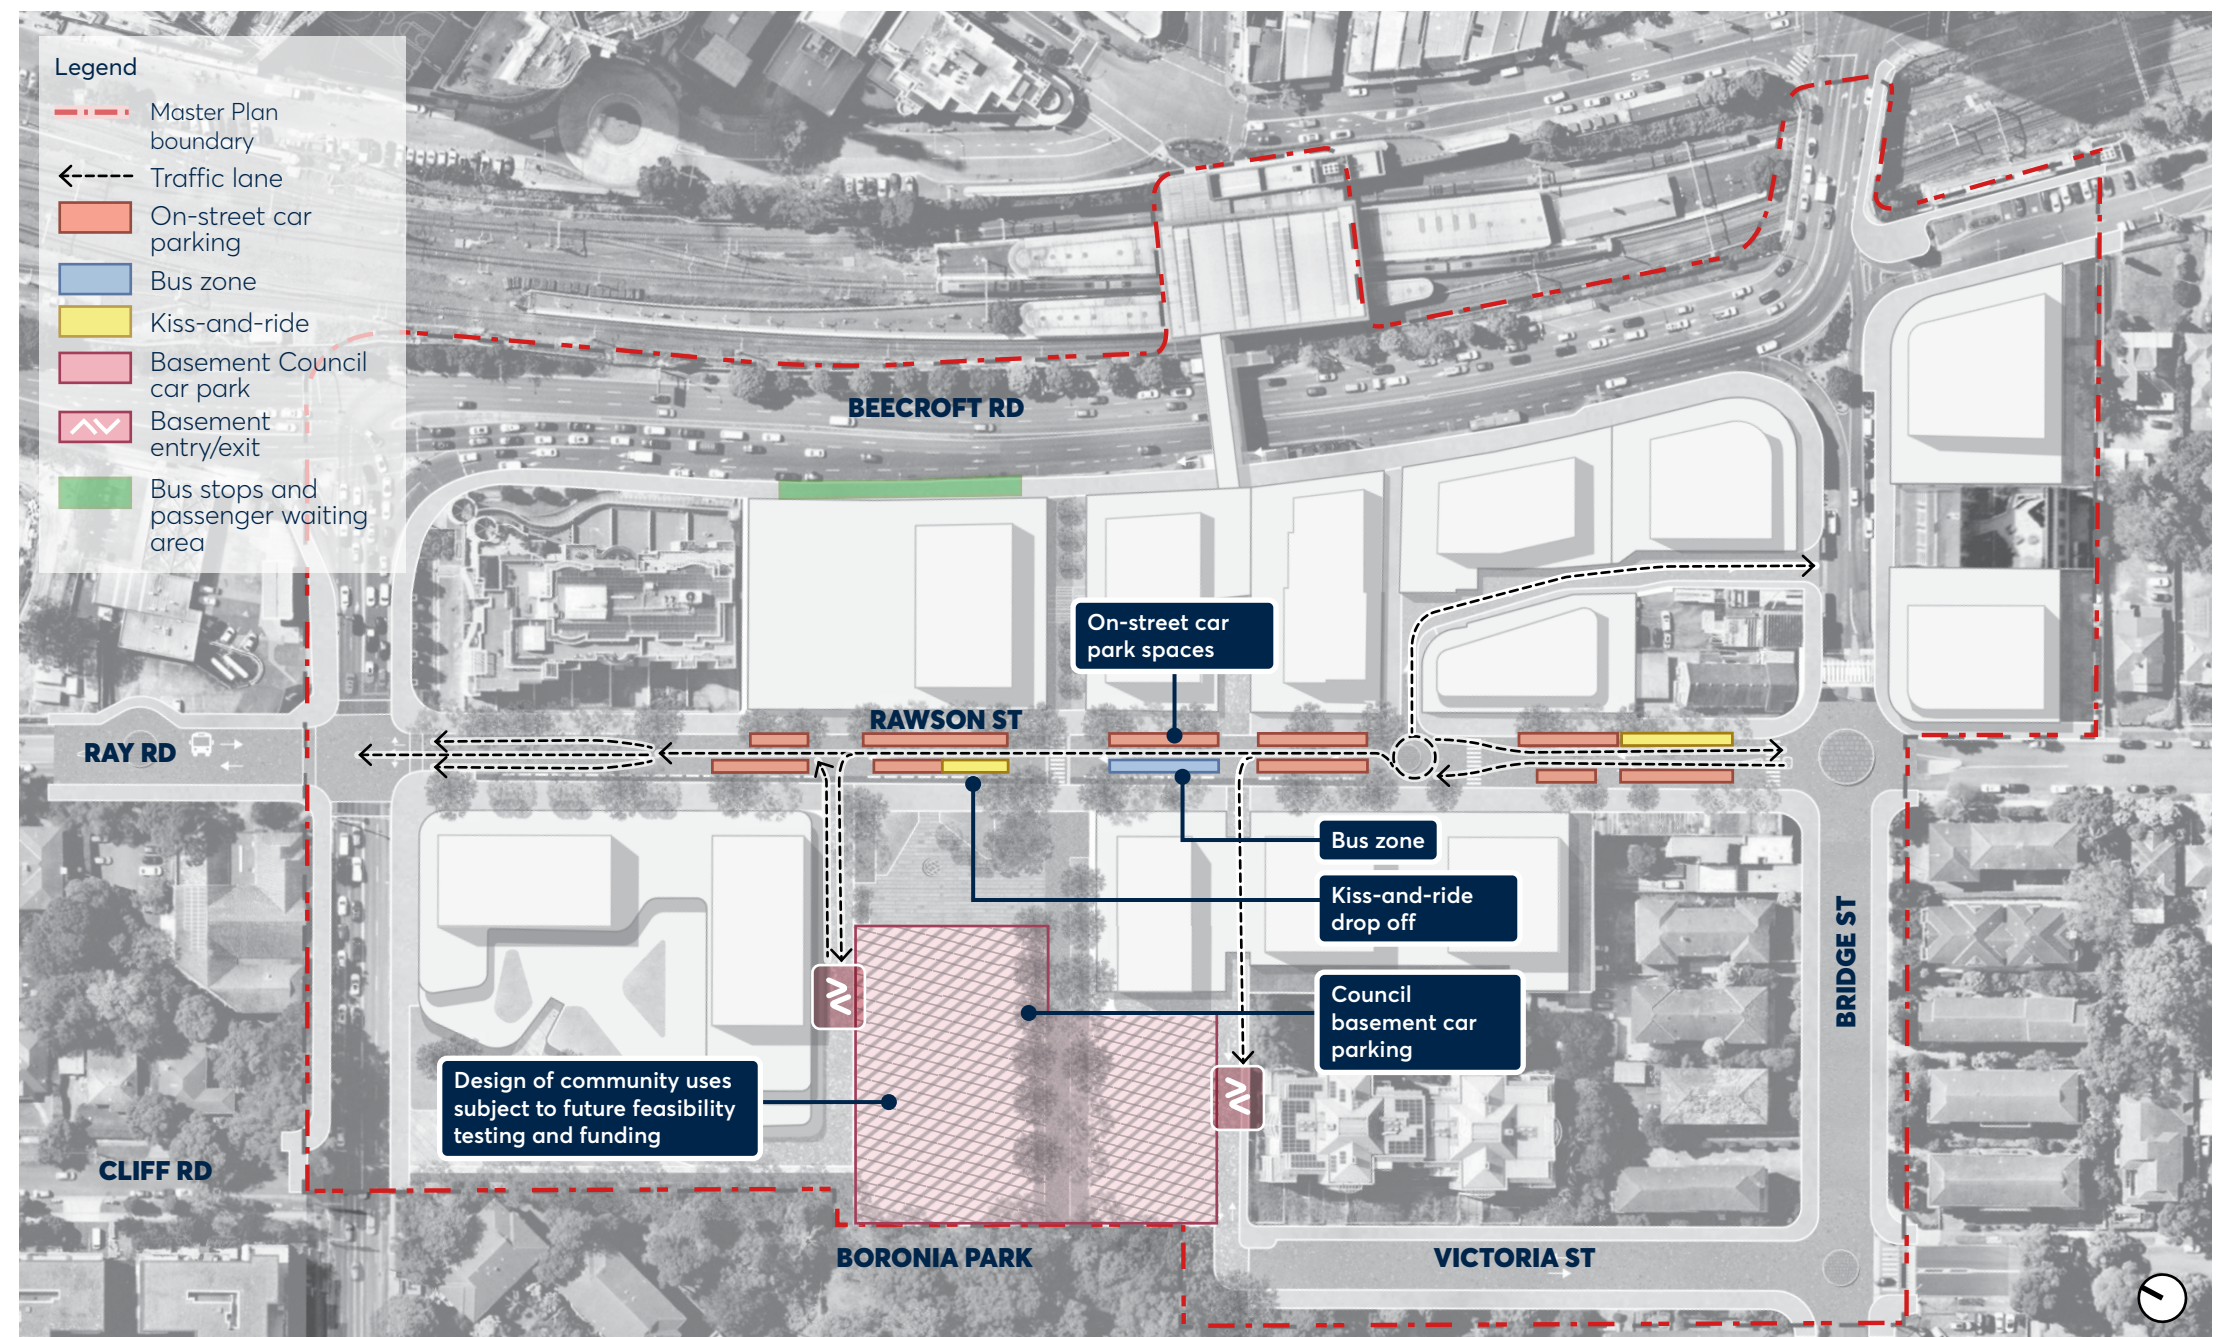 Legend
Master Plan
boundary
Traffic lane
On-street car
parking
Bus zone
Kiss-and-ride
Basement Council
car park
Basement
entry/exit
Bus stops and
passenger waiting
area
BEECROFT RD
On-street car
park spaces
RAWSON ST
RAY RD
Bus zone
Kiss-and-ride
drop off
Council
basement car
parking
BRIDGE ST
Design of community uses
subject to future feasibility
testing and funding
CLIFF RD
BORONIA PARK
VICTORIA ST